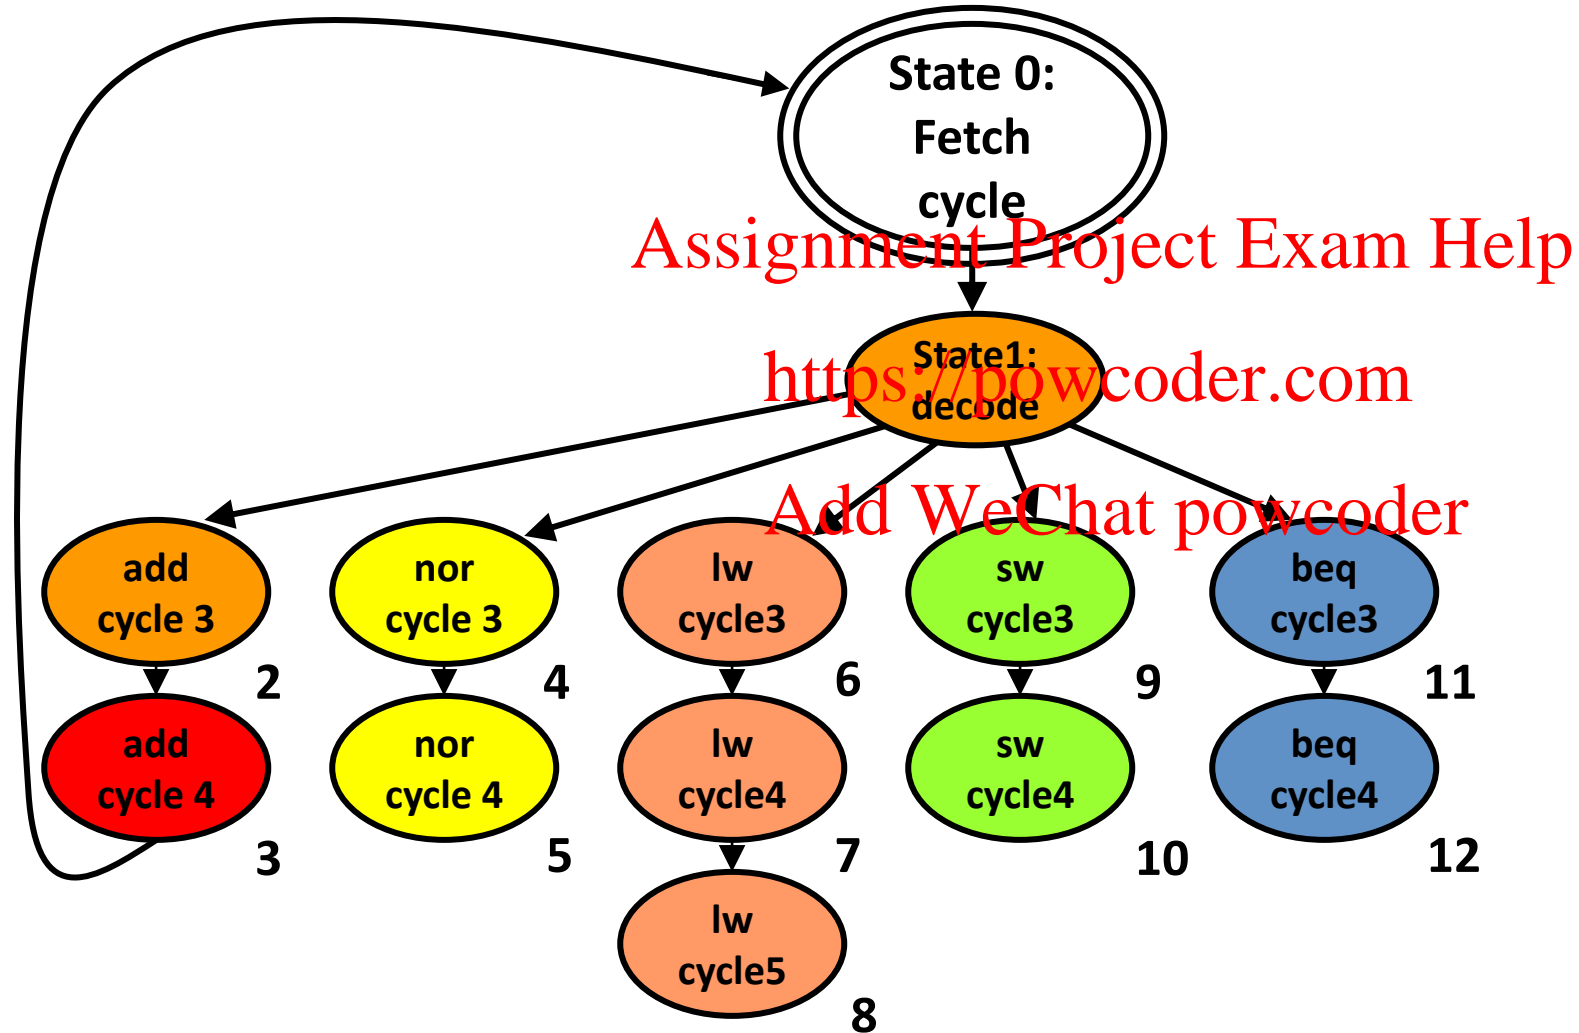 State 0:
Fetch
cycle
Assignment Project Exam Help
State1:
decode
https://powcoder.com
Add WeChat powcoder
add
cycle 3
2
nor
cycle 3
4
lw
cycle3
6
sw
cycle3
9
beq
cycle3
11
add
cycle 4
3
nor
cycle 4
5
lw
cycle4
7
sw
cycle4
10
beq
cycle4
12
lw
cycle5
8